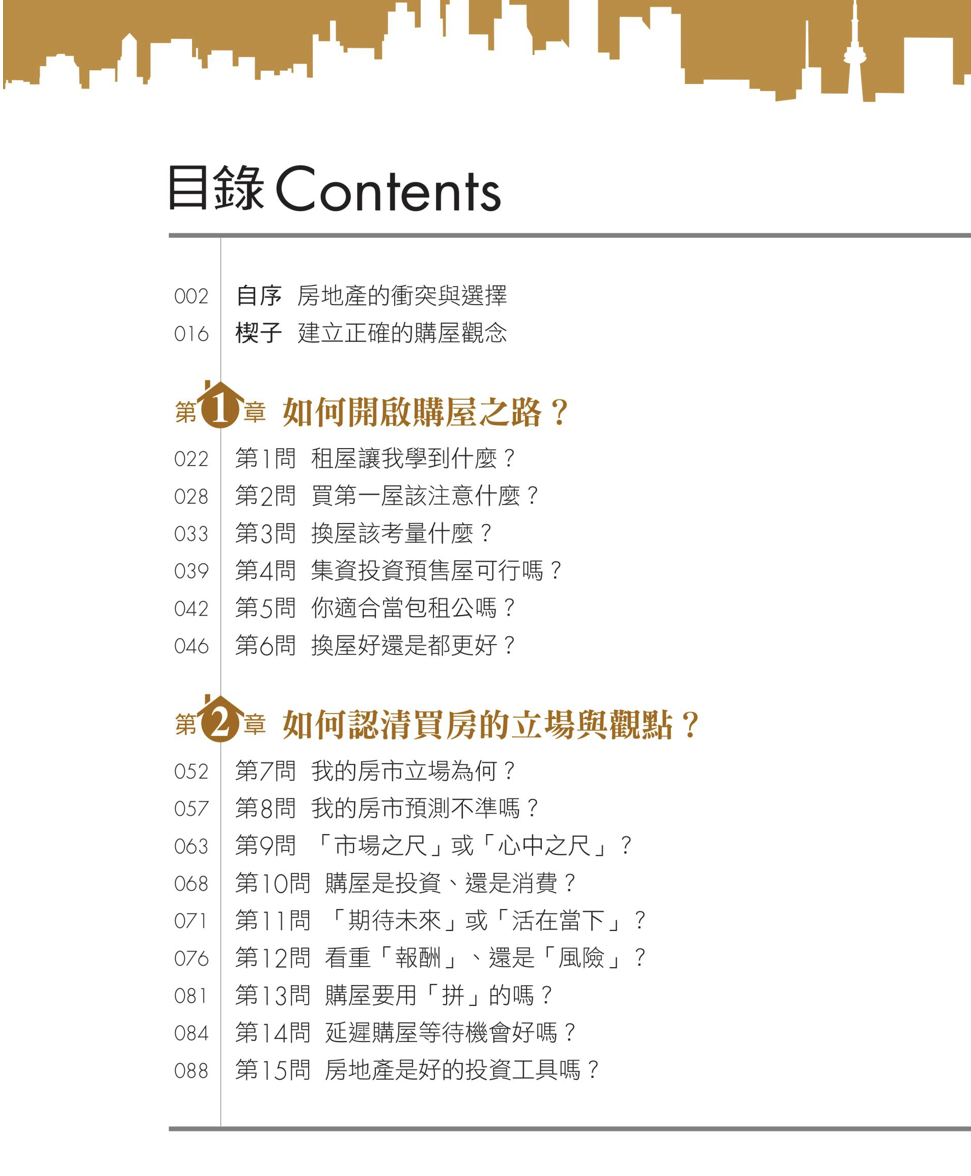 目錄 Contents
002 自序 房地產的衝突與選擇
016 楔子 建立正確的購屋觀念
第1章 如何開啟購屋之路？
022 第1問 租屋讓我學到什麼？
028 第2問 買第一屋該注意什麼？
033 第3問 換屋該考量什麼？
039 第4問 集資投資預售屋可行嗎？
042 第5問 你適合當包租公嗎？
046 第6問 換屋好還是都更好？
第2章 如何認清買房的立場與觀點？
052 第7問 我的房市立場為何？
057 第8問 我的房市預測不準嗎？
063 第9問 「市場之尺」或「心中之尺」？
068 第10問 購屋是投資、還是消費？
071 第11問 「期待未來」或「活在當下」？
076 第12問 看重「報酬」、還是「風險」？
081 第13問 購屋要用「拼」的嗎？
084 第14問 延遲購屋等待機會好嗎？
088 第15問 房地產是好的投資工具嗎？